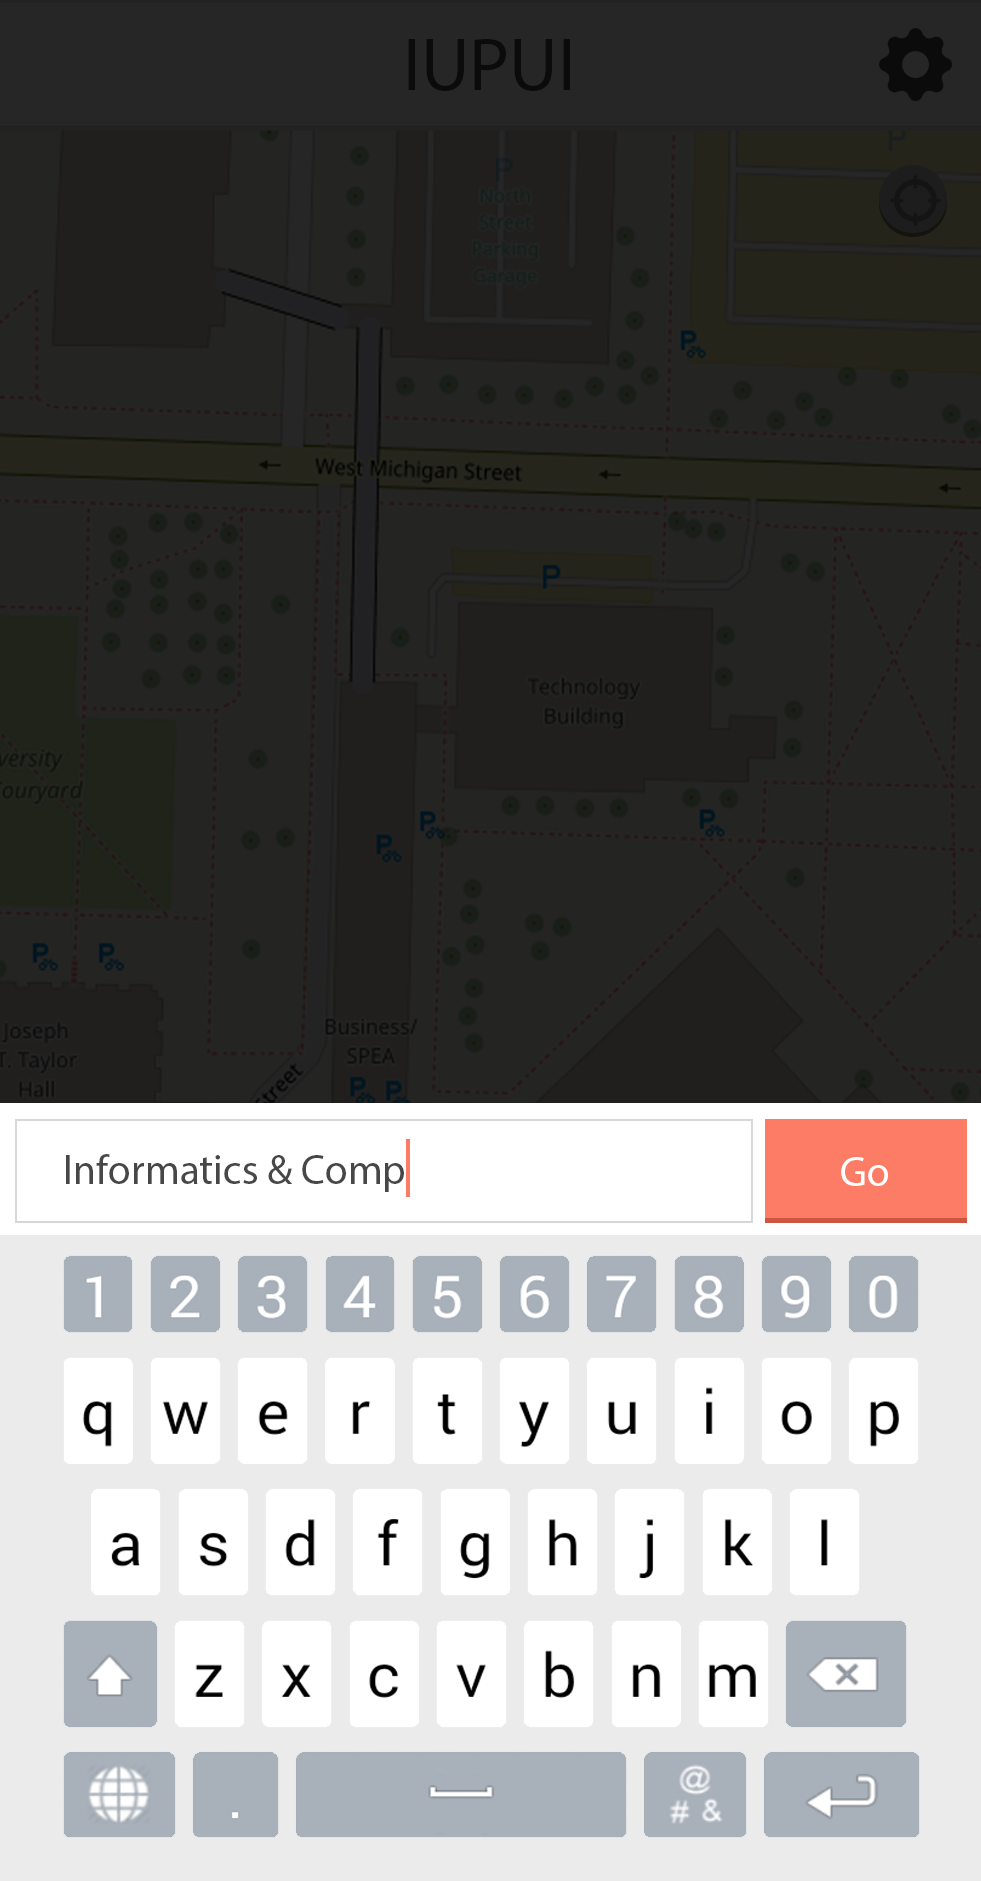 IUPUI
P
P
North
Street
Parking
Garage
P
West Michigan Street
P
Technology
Building
versity
ouryard
P
P
P
P
P
Joseph
T. Taylor
Hall
Business/
SPEA
P
P
Street
Informatics & Comp
Go
1 2 3 4 5 6 7 8 9 0
q w e r t y u i o p
a s d f g h j k l
z x c v b n m
. @ # &